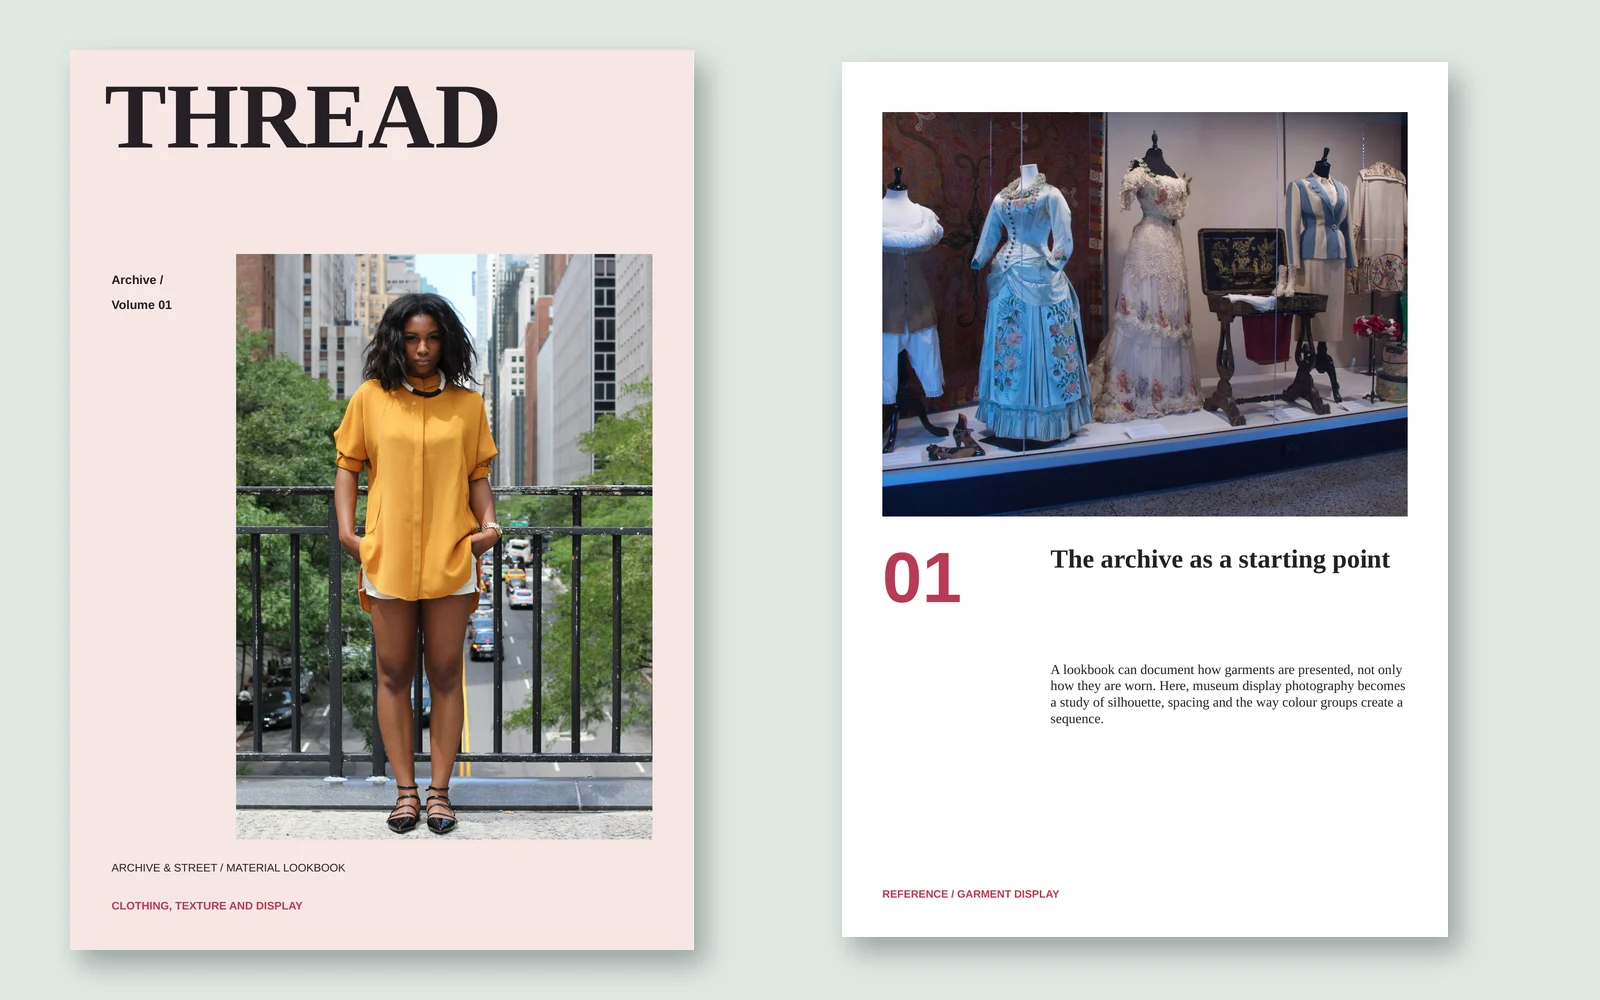 THREAD
Archive /
Volume 01
ARCHIVE & STREET / MATERIAL LOOKBOOK
CLOTHING, TEXTURE AND DISPLAY
01
The archive as a starting point
A lookbook can document how garments are presented, not only
how they are worn. Here, museum display photography becomes
a study of silhouette, spacing and the way colour groups create a
sequence.
REFERENCE / GARMENT DISPLAY